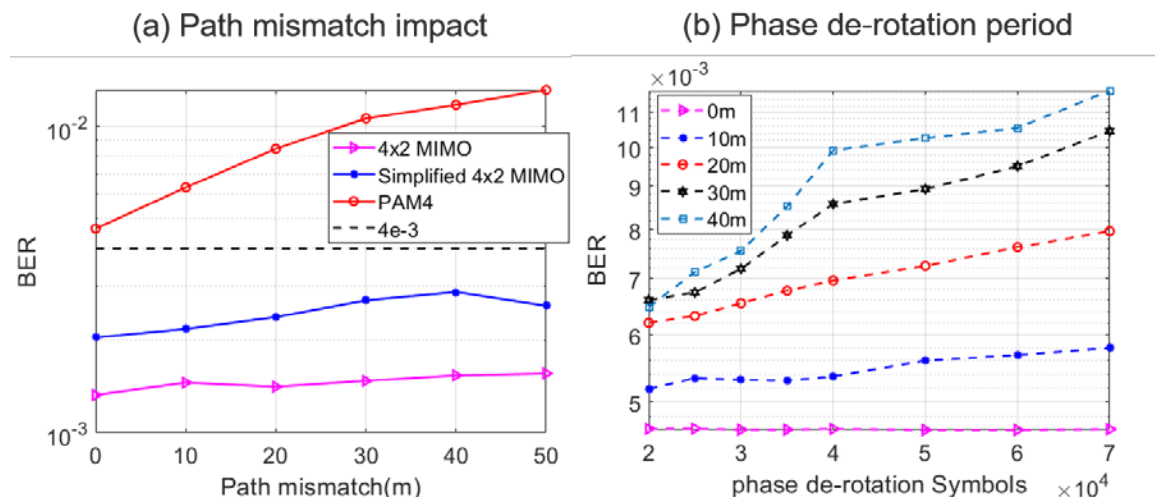 (a) Path mismatch impact
10^-2
10^-3
BER
0 10 20 30 40 50
Path mismatch(m)
4x2 MIMO
Simplified 4x2 MIMO
PAM4
4e-3
(b) Phase de-rotation period
×10^-3
11
10
9
8
7
6
5
BER
0m
10m
20m
30m
40m
2 3 4 5 6 7
phase de-rotation Symbols ×10^4